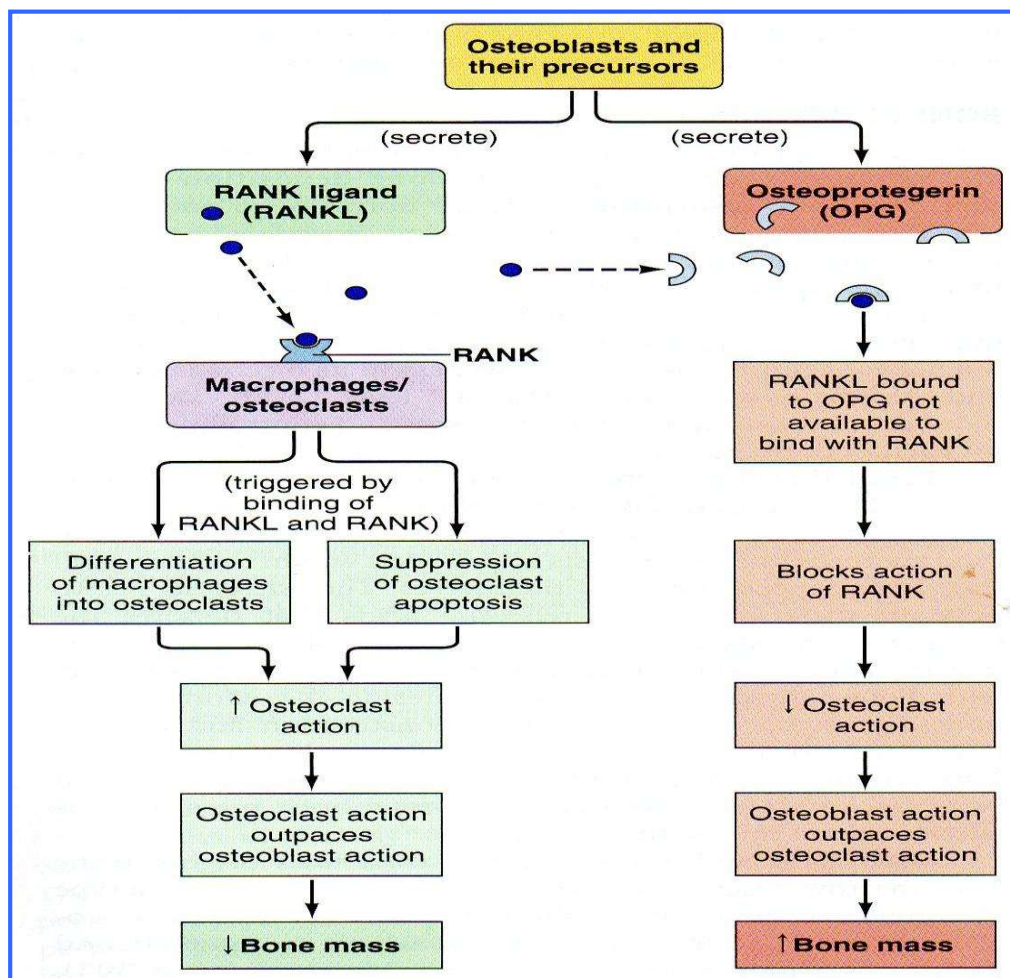 Osteoblasts and
their precursors
(secrete)
(secrete)
RANK ligand
(RANKL)
Osteoprotegerin
(OPG)
RANK
Macrophages/
osteoclasts
RANKL bound
to OPG not
available to
bind with RANK
(triggered by
binding of
RANKL and RANK)
Differentiation
of macrophages
into osteoclasts
Suppression
of osteoclast
apoptosis
Blocks action
of RANK
↑ Osteoclast
action
↓ Osteoclast
action
Osteoclast action
outpaces
osteoblast action
Osteoblast action
outpaces
osteoclast action
↓ Bone mass
↑ Bone mass